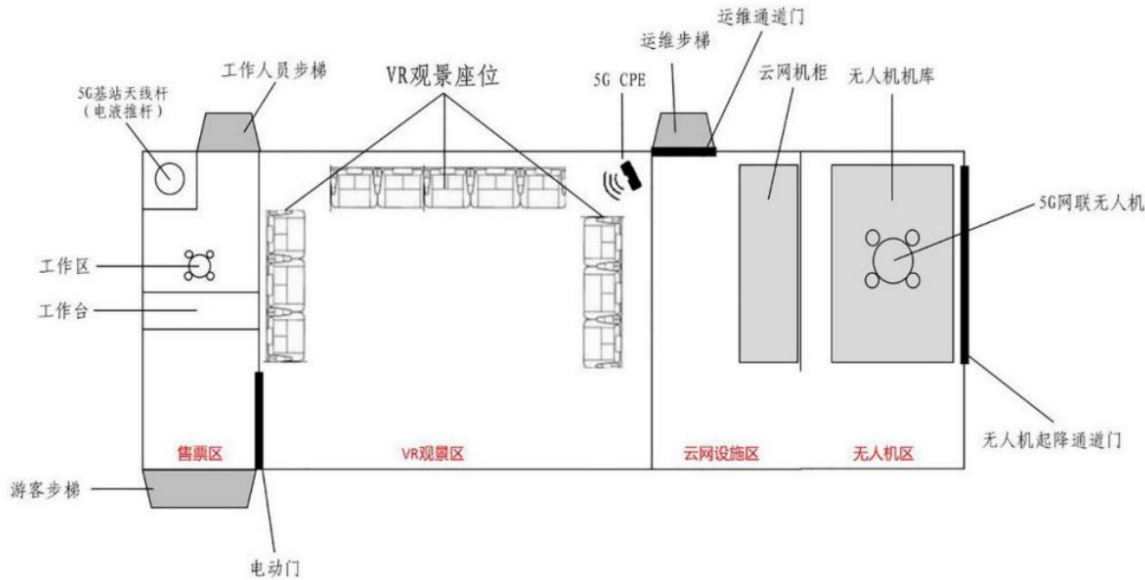 运维通道门
运维步梯
工作人员步梯
VR观景座位
5G CPE
云网机柜
无人机机库
5G基站天线杆
（电液推杆）
5G网联无人机
工作区
工作台
售票区
VR观景区
云网设施区
无人机区
无人机起降通道门
游客步梯
电动门